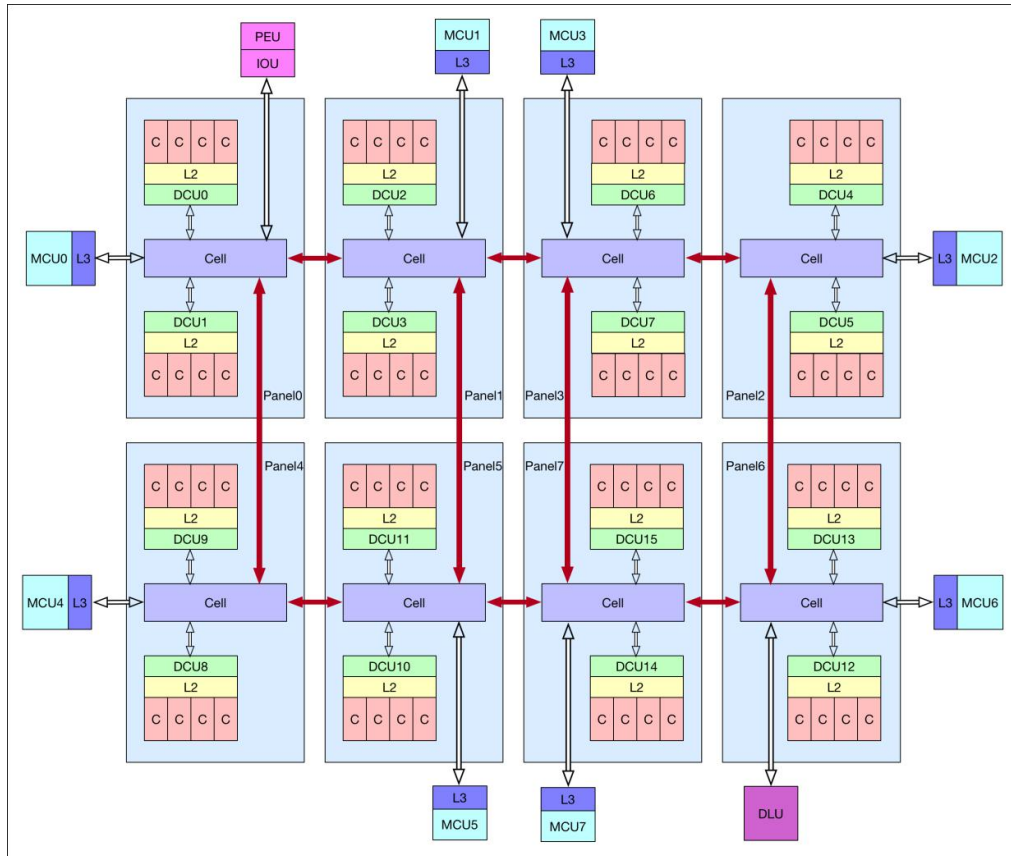 PEU
IOU
MCU1
L3
MCU3
L3
C C C C
L2
DCU0
C C C C
L2
DCU2
C C C C
L2
DCU6
C C C C
L2
DCU4
MCU0 L3
Cell
Cell
Cell
Cell
L3 MCU2
DCU1
L2
C C C C
DCU3
L2
C C C C
DCU7
L2
C C C C
DCU5
L2
C C C C
Panel0
Panel1
Panel3
Panel2
Panel4
Panel5
Panel7
Panel6
C C C C
L2
DCU9
C C C C
L2
DCU11
C C C C
L2
DCU15
C C C C
L2
DCU13
MCU4 L3
Cell
Cell
Cell
Cell
L3 MCU6
DCU8
L2
C C C C
DCU10
L2
C C C C
DCU14
L2
C C C C
DCU12
L2
C C C C
L3
MCU5
L3
MCU7
DLU